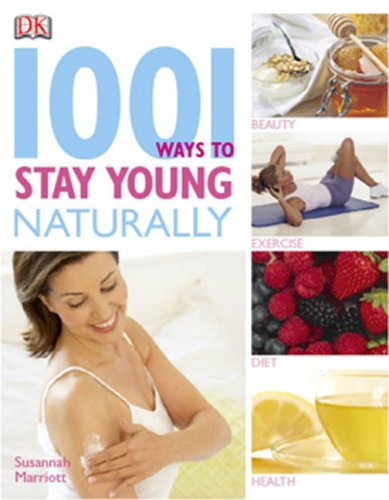 DK
1001
WAYS TO
STAY YOUNG
NATURALLY
BEAUTY
EXERCISE
DIET
HEALTH
Susannah
Marriott